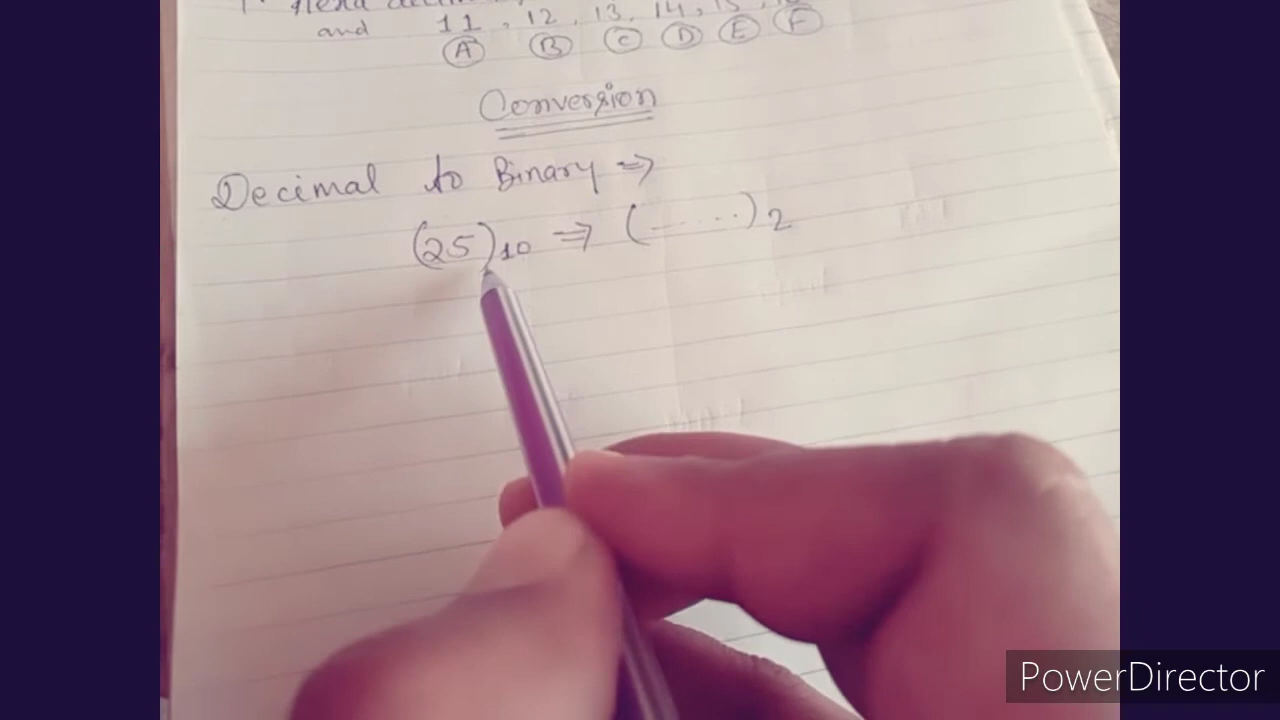 and 11, 12, 13, 14, 15,
A B C D E F
Conversion
Decimal to Binary ⇒
(25)10 ⇒ (......)2
PowerDirector